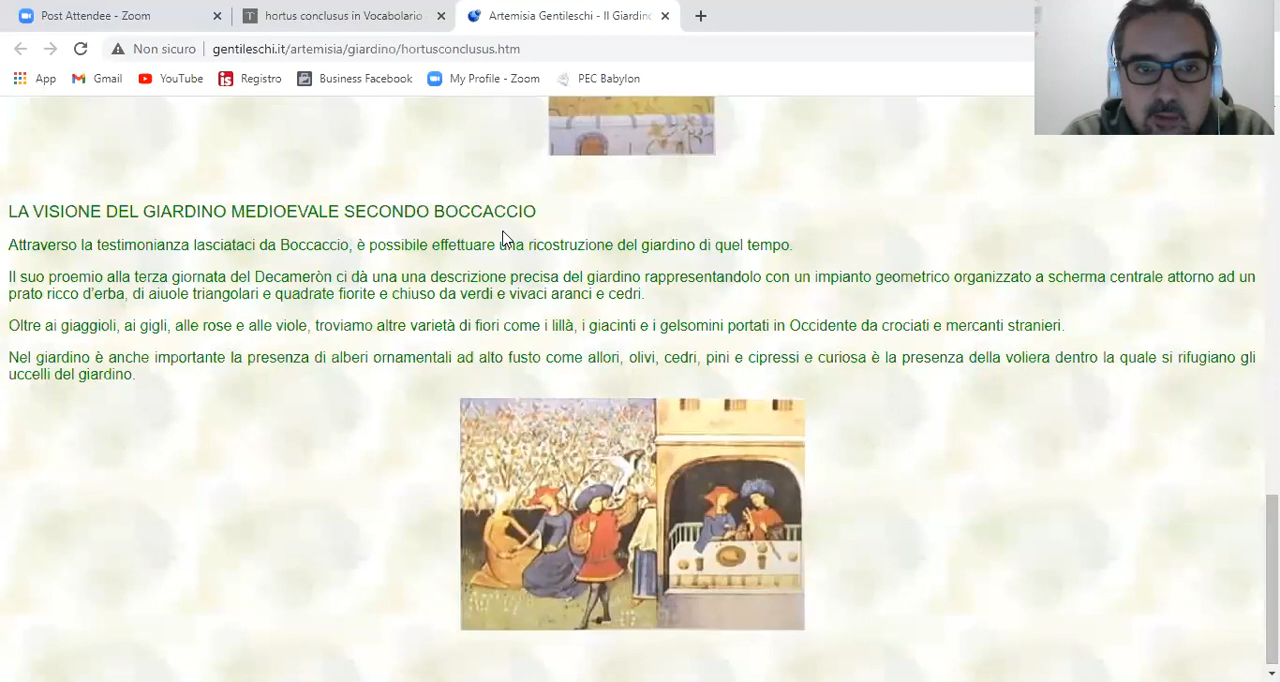 Post Attendee - Zoom
hortus conclusus in Vocabolario
Artemisia Gentileschi - Il Giardino
Non sicuro
gentileschi.it/artemisia/giardino/hortusconclusus.htm
App
Gmail
YouTube
Registro
Business Facebook
My Profile - Zoom
PEC Babylon
LA VISIONE DEL GIARDINO MEDIOEVALE SECONDO BOCCACCIO
Attraverso la testimonianza lasciataci da Boccaccio, è possibile effettuare una ricostruzione del giardino di quel tempo.
Il suo proemio alla terza giornata del Decameròn ci dà una una descrizione precisa del giardino rappresentandolo con un impianto geometrico organizzato a scherma centrale attorno ad un
prato ricco d'erba, di aiuole triangolari e quadrate fiorite e chiuso da verdi e vivaci aranci e cedri.
Oltre ai giaggioli, ai gigli, alle rose e alle viole, troviamo altre varietà di fiori come i lillà, i giacinti e i gelsomini portati in Occidente da crociati e mercanti stranieri.
Nel giardino è anche importante la presenza di alberi ornamentali ad alto fusto come allori, olivi, cedri, pini e cipressi e curiosa è la presenza della voliera dentro la quale si rifugiano gli
uccelli del giardino.